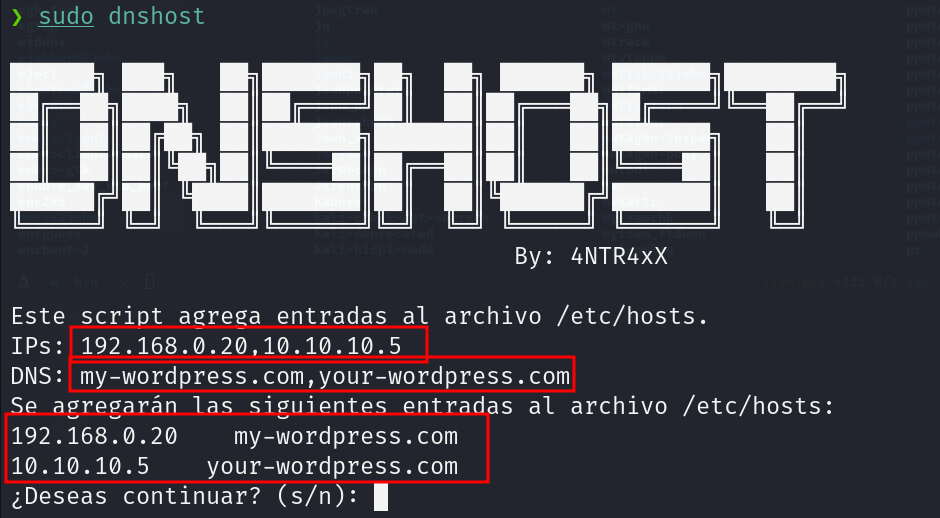 ❯ sudo dnshost
DNSHOST
By: 4NTR4xX
Este script agrega entradas al archivo /etc/hosts.
IPs: 192.168.0.20,10.10.10.5
DNS: my-wordpress.com,your-wordpress.com
Se agregarán las siguientes entradas al archivo /etc/hosts:
192.168.0.20    my-wordpress.com
10.10.10.5    your-wordpress.com
¿Deseas continuar? (s/n):